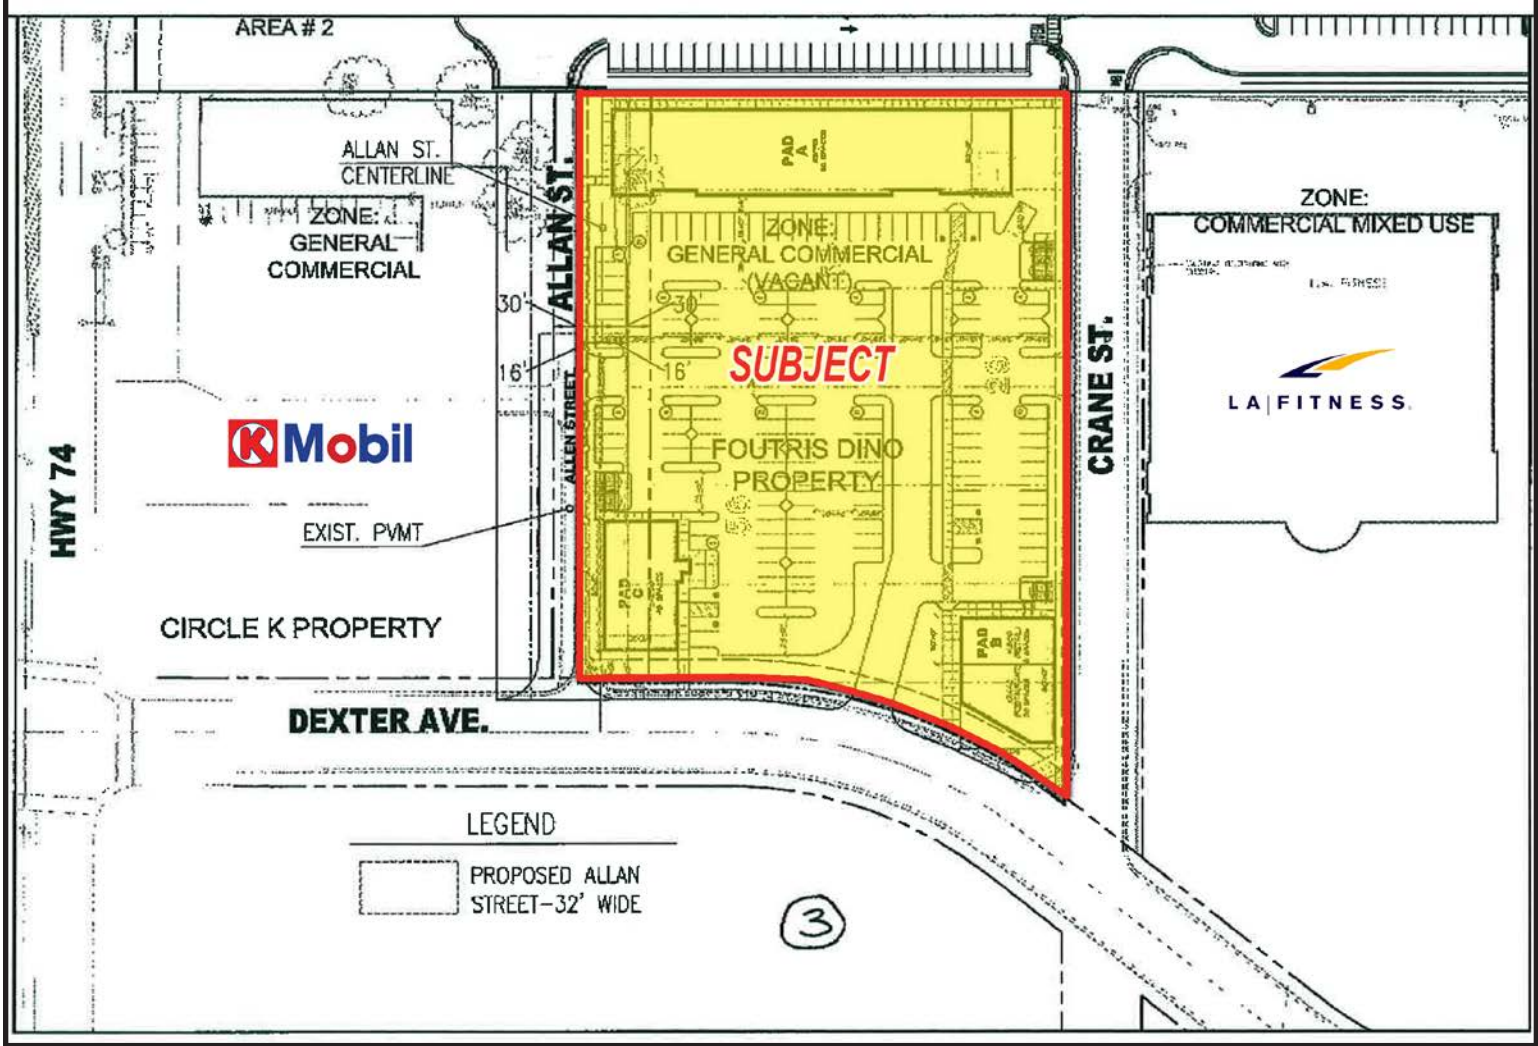 AREA # 2
ALLAN ST.
CENTERLINE
ALLAN ST.
PAD
A
ZONE:
GENERAL
COMMERCIAL
ZONE:
GENERAL COMMERCIAL
(VACANT)
ZONE:
COMMERCIAL MIXED USE
30'
30'
16'
16'
SUBJECT
ALLEN STREET
CRANE ST.
LA|FITNESS.
K Mobil
HWY 74
FOUTRIS DINO
PROPERTY
EXIST. PVMT
PAD
C
PAD
B
CIRCLE K PROPERTY
DEXTER AVE.
LEGEND
PROPOSED ALLAN
STREET-32' WIDE
3